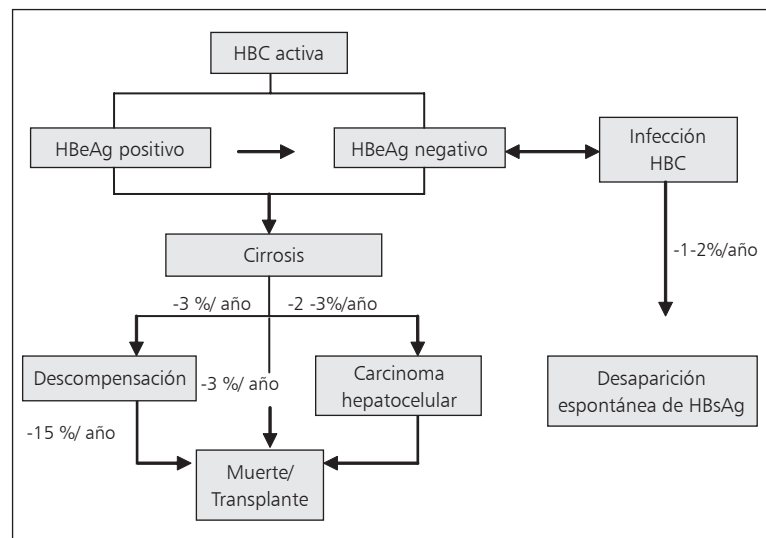 HBC activa
HBeAg positivo
HBeAg negativo
Infección
HBC
Cirrosis
-1-2%/año
-3 %/ año
-2 -3%/año
Descompensación
-3 %/ año
Carcinoma
hepatocelular
Desaparición
espontánea de HBsAg
-15 %/ año
Muerte/
Transplante